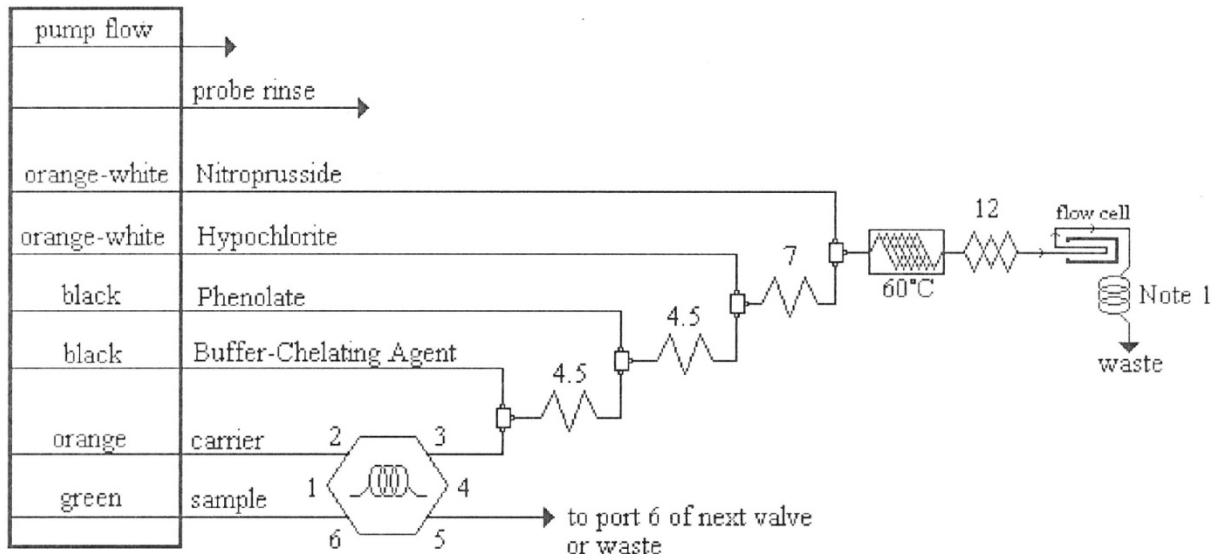 pump flow
probe rinse
orange-white Nitroprusside
12
flow cell
orange-white Hypochlorite
7
60°C
Note 1
black Phenolate
4.5
waste
black Buffer-Chelating Agent
4.5
orange carrier 2 3
1 4
green sample
to port 6 of next valve
6 5
or waste